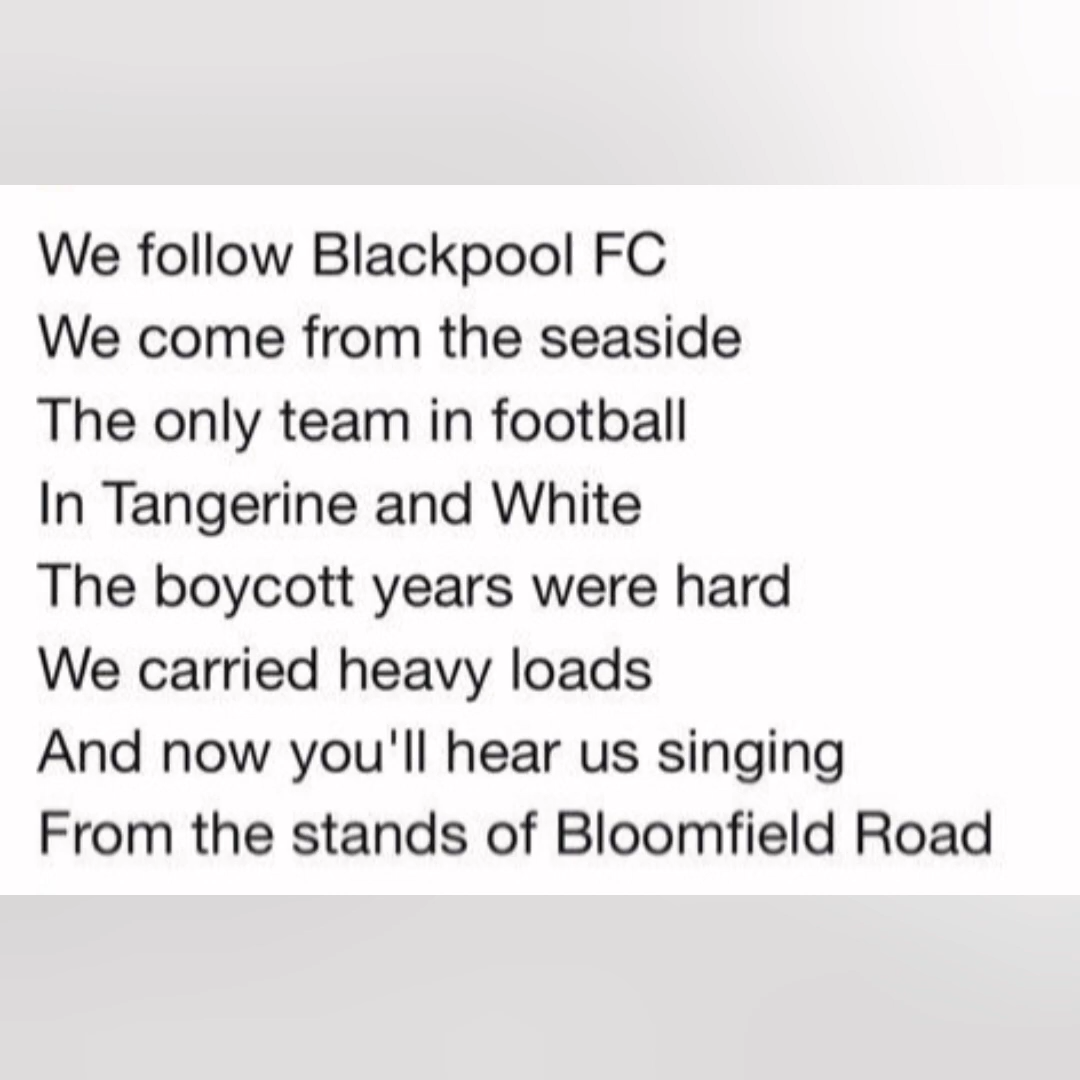 We follow Blackpool FC
We come from the seaside
The only team in football
In Tangerine and White
The boycott years were hard
We carried heavy loads
And now you'll hear us singing
From the stands of Bloomfield Road